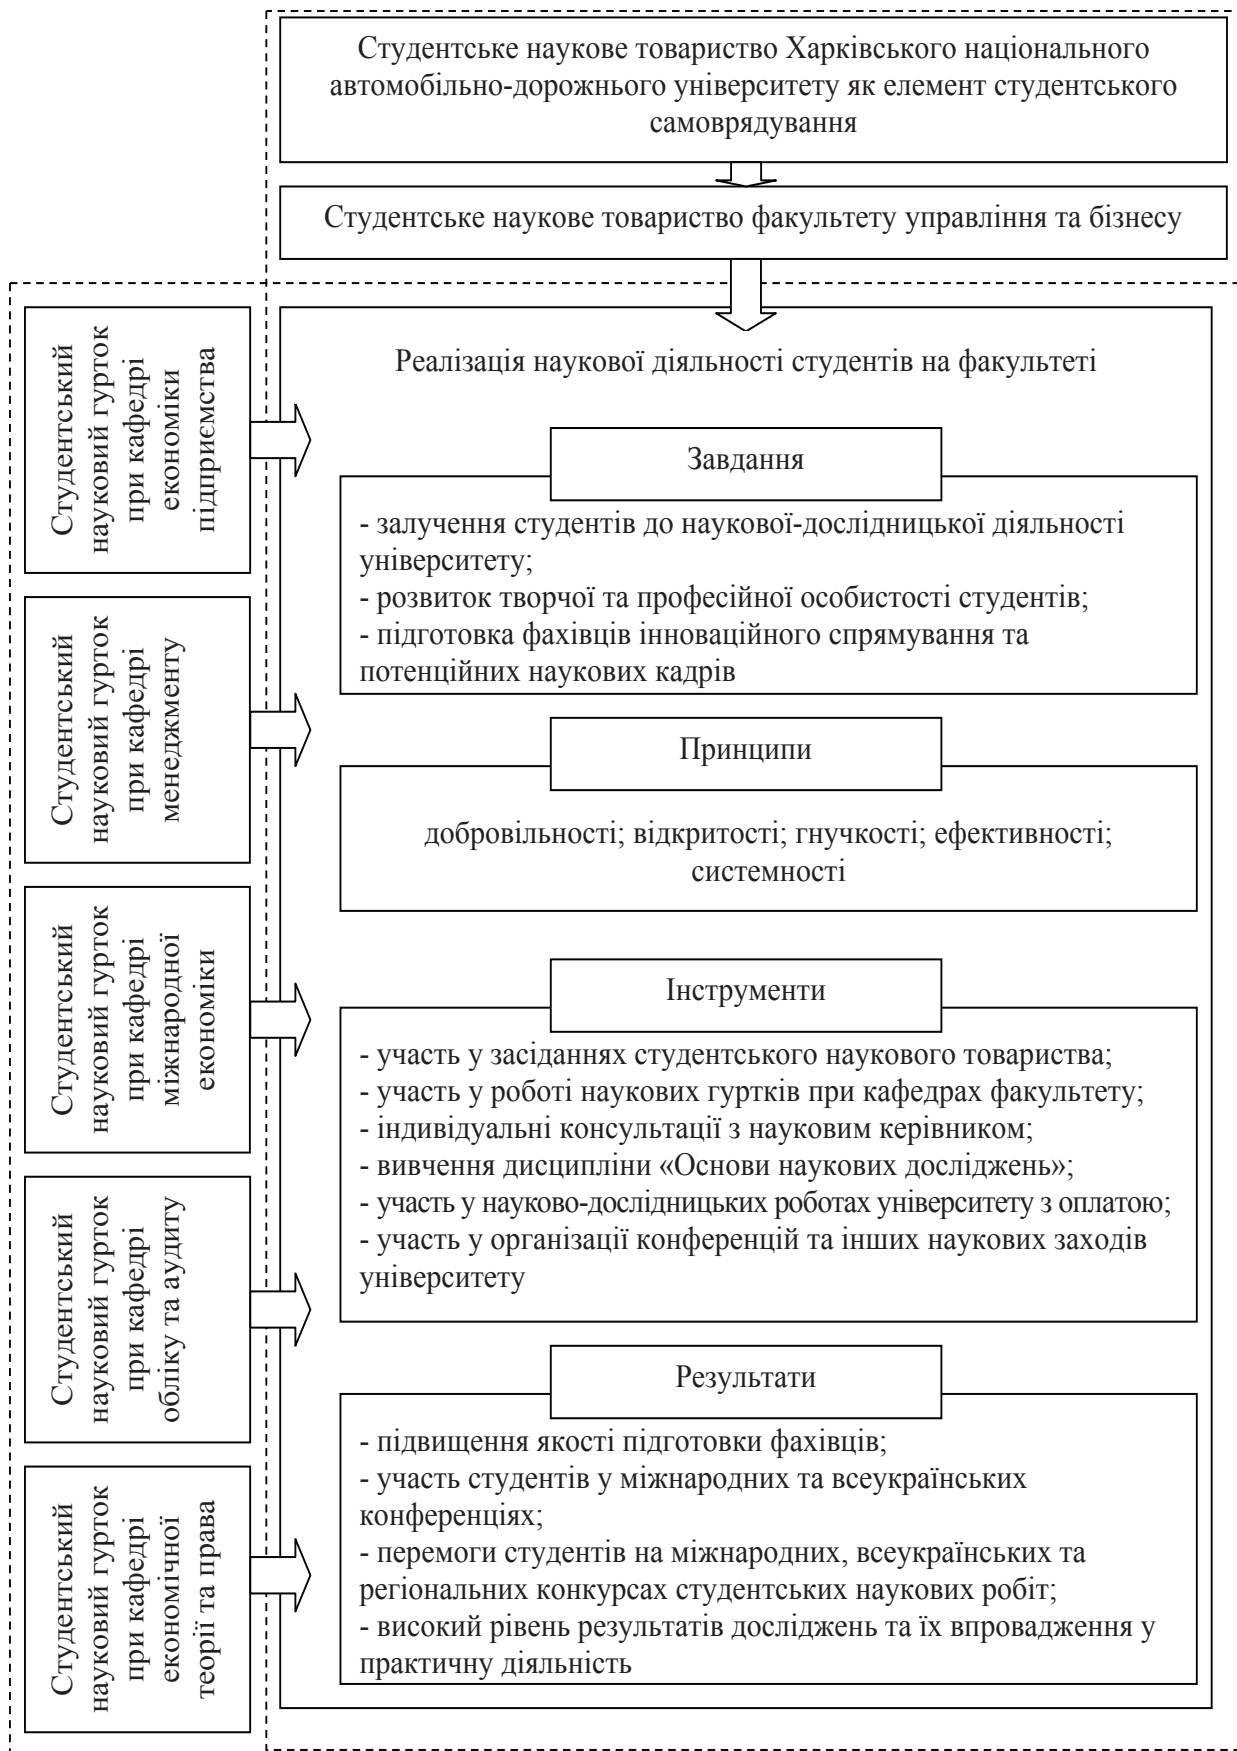 Студентське наукове товариство Харківського національного
автомобільно-дорожнього університету як елемент студентського
самоврядування
Студентське наукове товариство факультету управління та бізнесу
Студентський
науковий гурток
при кафедрі
економіки
підприємства
Студентський
науковий гурток
при кафедрі
менеджменту
Студентський
науковий гурток
при кафедрі
міжнародної
економіки
Студентський
науковий гурток
при кафедрі
обліку та аудиту
Студентський
науковий гурток
при кафедрі
економічної
теорії та права
Реалізація наукової діяльності студентів на факультеті
Завдання
- залучення студентів до наукової-дослідницької діяльності
університету;
- розвиток творчої та професійної особистості студентів;
- підготовка фахівців інноваційного спрямування та
потенційних наукових кадрів
Принципи
добровільності; відкритості; гнучкості; ефективності;
системності
Інструменти
- участь у засіданнях студентського наукового товариства;
- участь у роботі наукових гуртків при кафедрах факультету;
- індивідуальні консультації з науковим керівником;
- вивчення дисципліни «Основи наукових досліджень»;
- участь у науково-дослідницьких роботах університету з оплатою;
- участь у організації конференцій та інших наукових заходів
університету
Результати
- підвищення якості підготовки фахівців;
- участь студентів у міжнародних та всеукраїнських
конференціях;
- перемоги студентів на міжнародних, всеукраїнських та
регіональних конкурсах студентських наукових робіт;
- високий рівень результатів досліджень та їх впровадження у
практичну діяльність